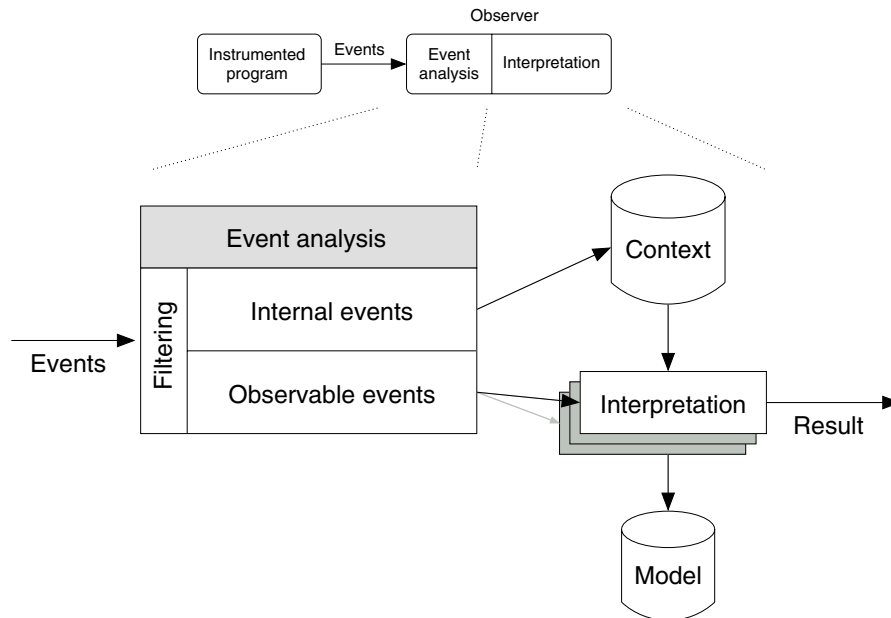 Observer
Instrumented
program
Events
Event
analysis
Interpretation
Event analysis
Filtering
Internal events
Observable events
Events
Context
Interpretation
Result
Model